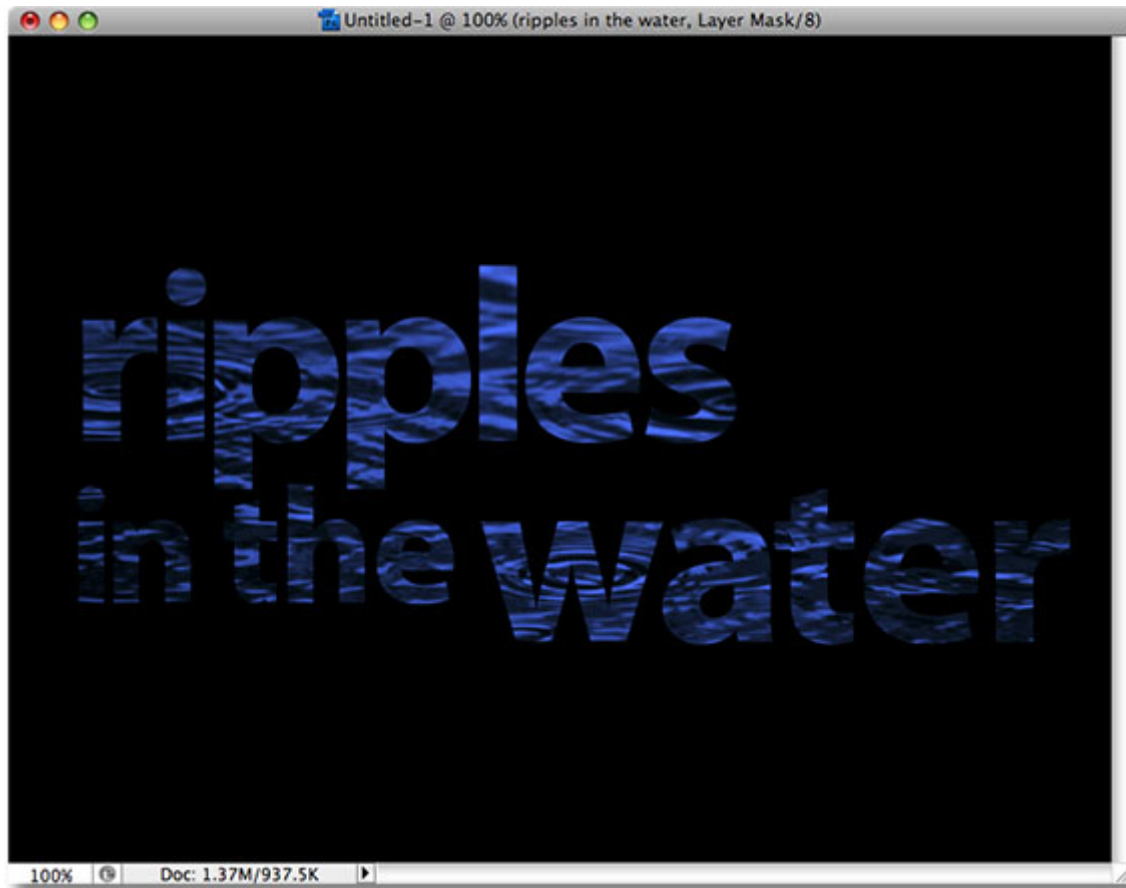 Untitled-1 @ 100% (ripples in the water, Layer Mask/8)
ripples
in the water
100% Doc: 1.37M/937.5K